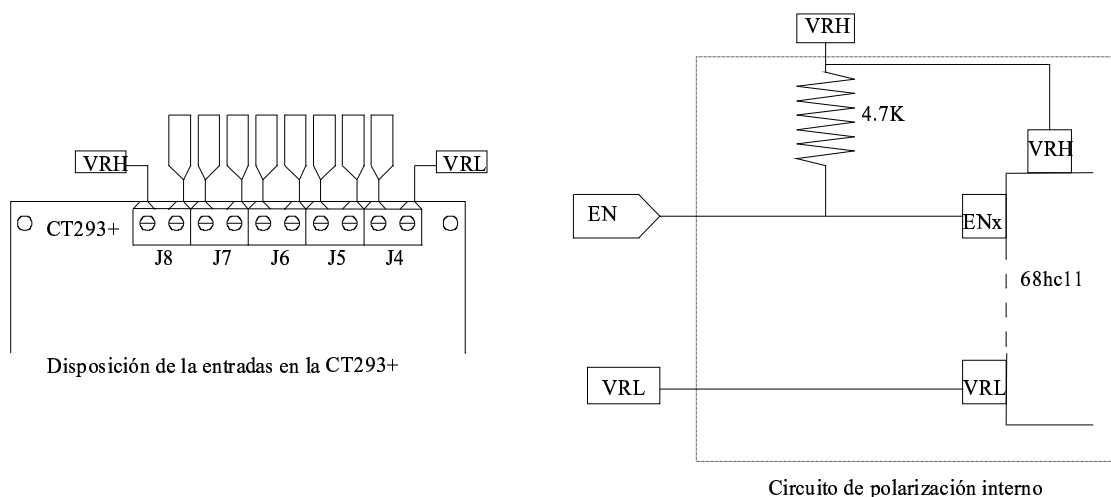 VRH
VRL
CT293+
J8 J7 J6 J5 J4
Disposición de la entradas en la CT293+
VRH
4.7K
VRH
EN
ENx
68hc11
VRL
VRL
Circuito de polarización interno